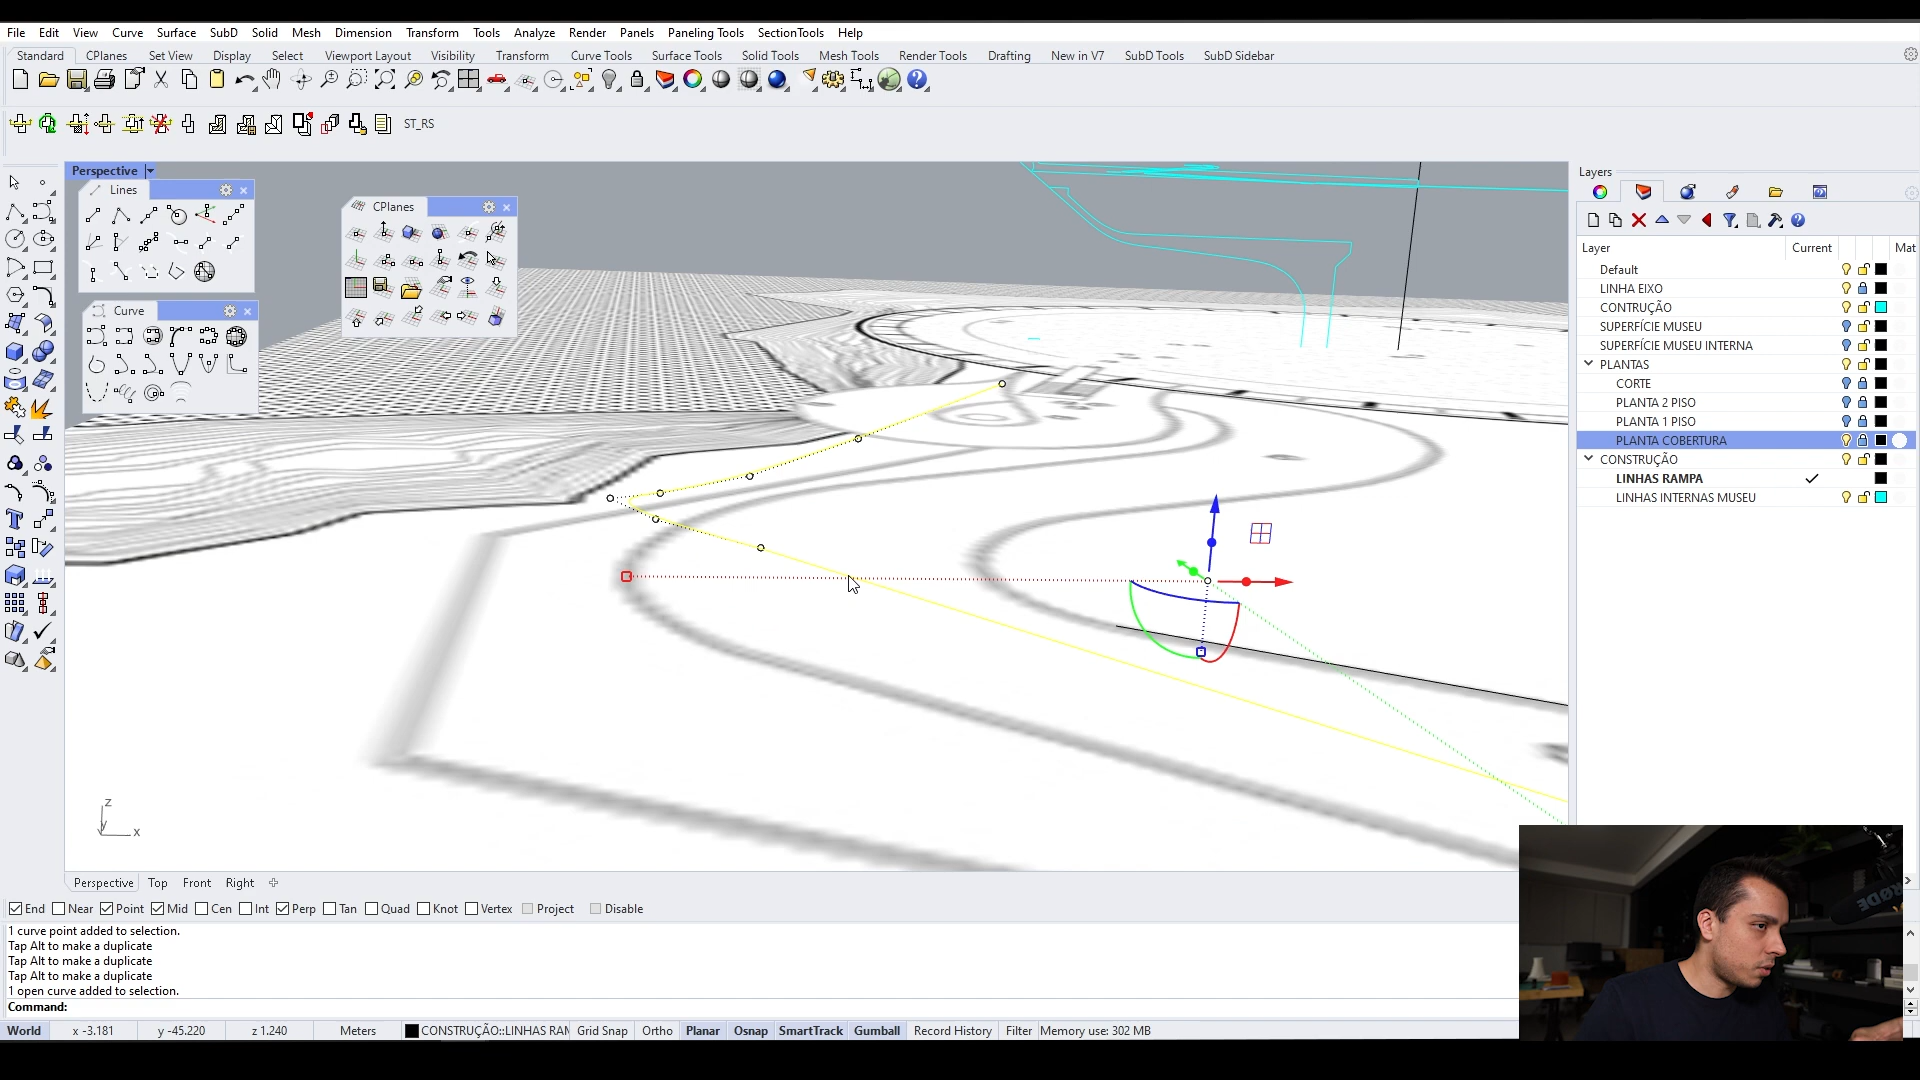 File Edit View Curve Surface SubD Solid Mesh Dimension Transform Tools Analyze Render Panels Paneling Tools SectionTools Help
Standard CPlanes Set View Display Select Viewport Layout Visibility Transform Curve Tools Surface Tools Solid Tools Mesh Tools Render Tools Drafting New in V7 SubD Tools SubD Sidebar
ST_RS
Perspective
Lines
CPlanes
Curve
Layers
Layer Current Mat
Default
LINHA EIXO
CONTRUÇÃO
SUPERFÍCIE MUSEU
SUPERFÍCIE MUSEU INTERNA
PLANTAS
CORTE
PLANTA 2 PISO
PLANTA 1 PISO
PLANTA COBERTURA
CONSTRUÇÃO
LINHAS RAMPA
LINHAS INTERNAS MUSEU
z
y
x
RØDE
Perspective Top Front Right
End Near Point Mid Cen Int Perp Tan Quad Knot Vertex Project Disable
1 curve point added to selection.
Tap Alt to make a duplicate
Tap Alt to make a duplicate
Tap Alt to make a duplicate
1 open curve added to selection.
Command:
World x -3.181 y -45.220 z 1.240 Meters CONSTRUÇÃO::LINHAS RAM Grid Snap Ortho Planar Osnap SmartTrack Gumball Record History Filter Memory use: 302 MB